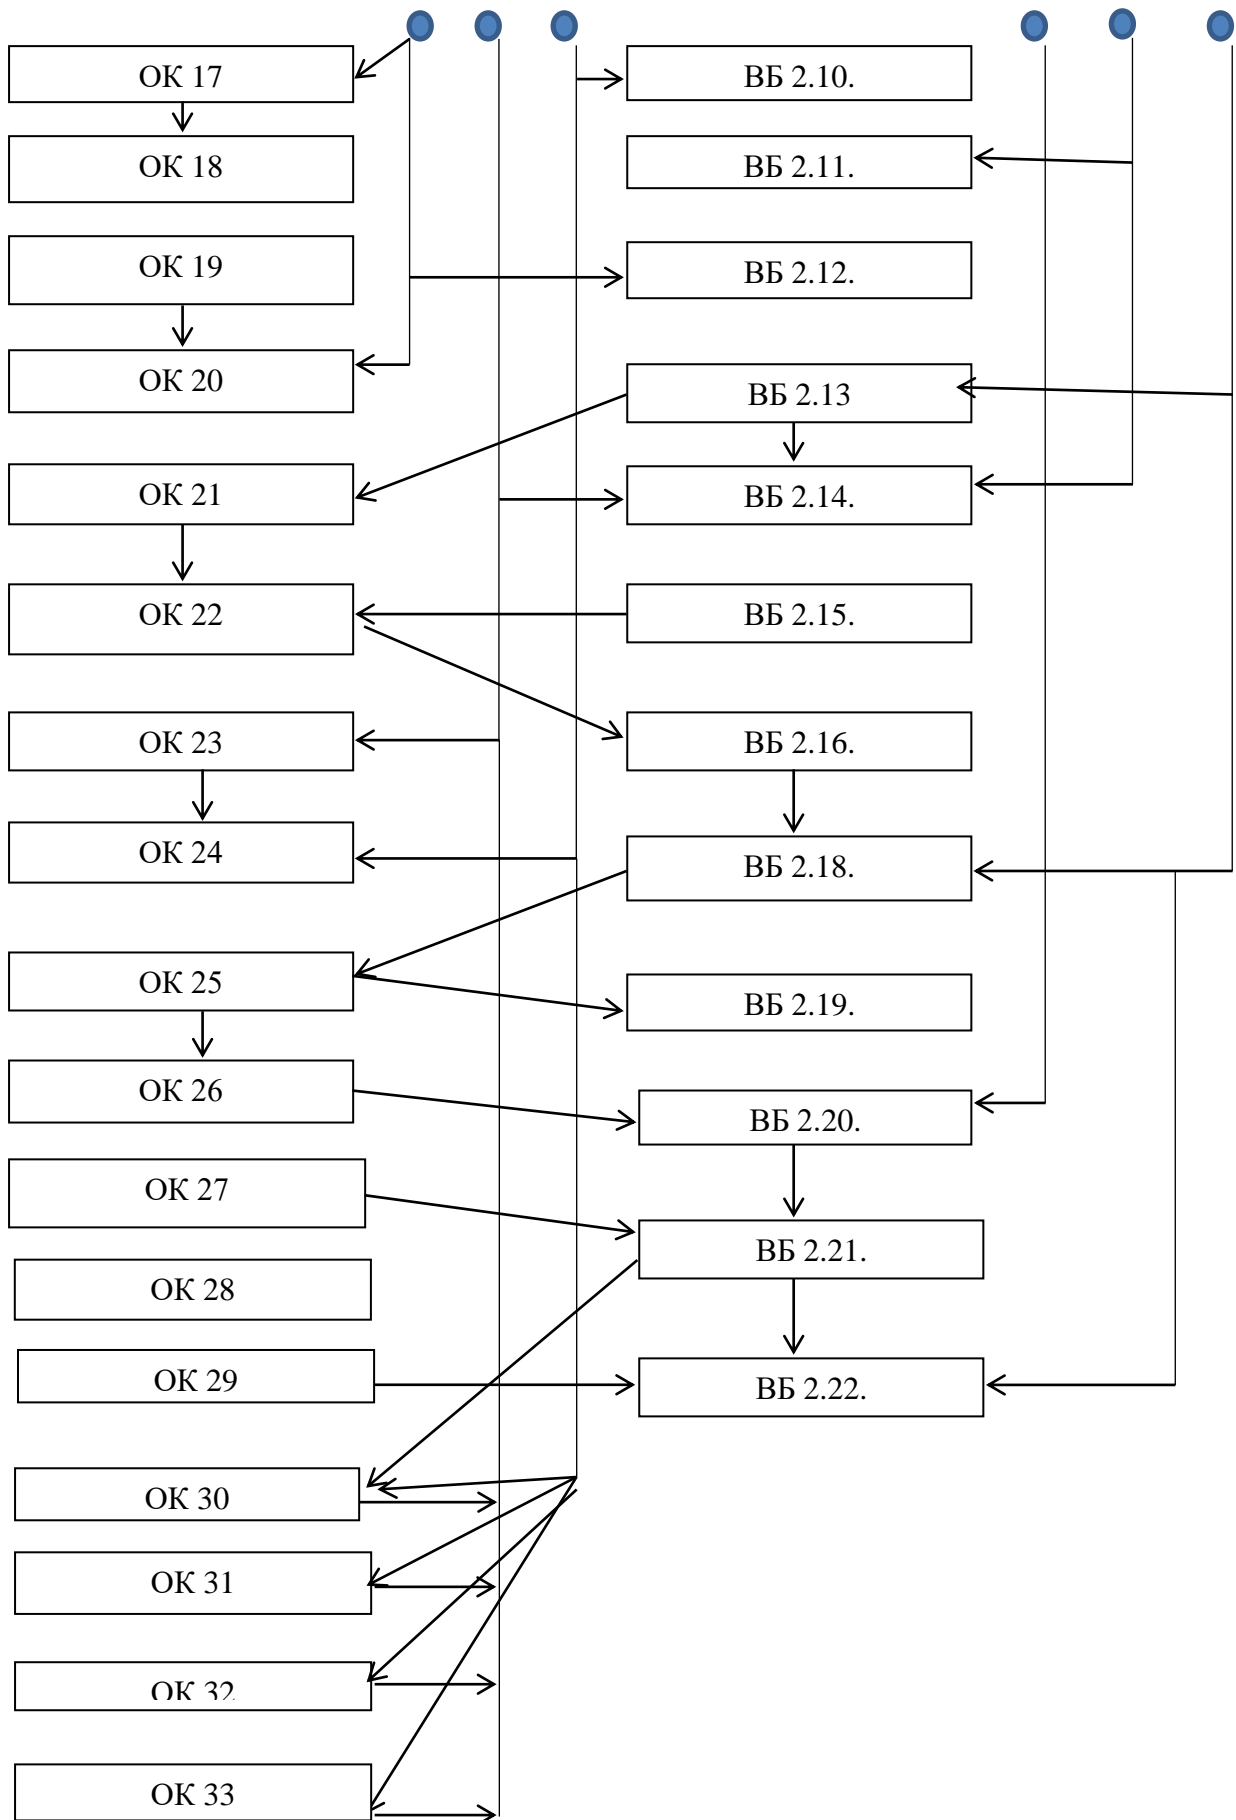 ОК 17
ВБ 2.10.
ОК 18
ВБ 2.11.
ОК 19
ВБ 2.12.
ОК 20
ВБ 2.13
ОК 21
ВБ 2.14.
ОК 22
ВБ 2.15.
ОК 23
ВБ 2.16.
ОК 24
ВБ 2.18.
ОК 25
ВБ 2.19.
ОК 26
ВБ 2.20.
ОК 27
ВБ 2.21.
ОК 28
ОК 29
ВБ 2.22.
ОК 30
ОК 31
ОК 32
ОК 33